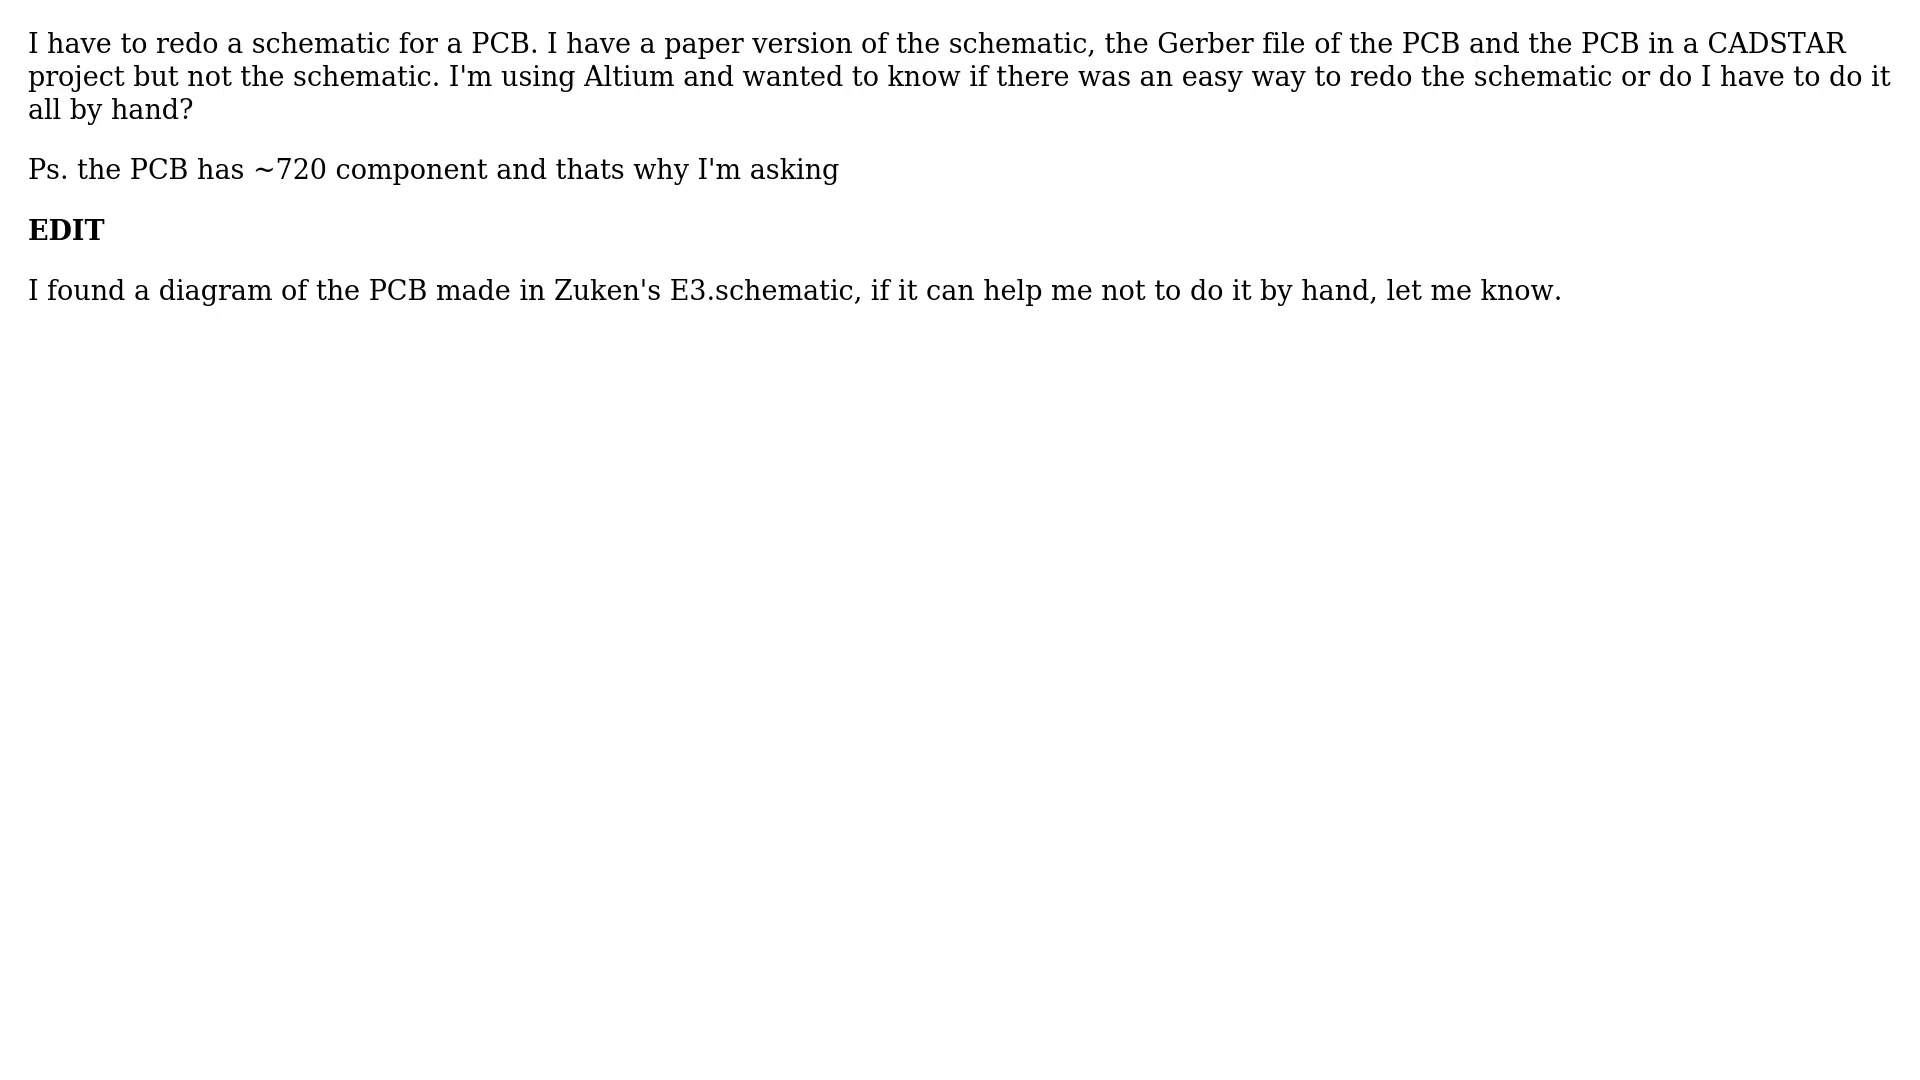 I have to redo a schematic for a PCB. I have a paper version of the schematic, the Gerber file of the PCB and the PCB in a CADSTAR
project but not the schematic. I'm using Altium and wanted to know if there was an easy way to redo the schematic or do I have to do it
all by hand?
Ps. the PCB has ~720 component and thats why I'm asking
EDIT
I found a diagram of the PCB made in Zuken's E3.schematic, if it can help me not to do it by hand, let me know.